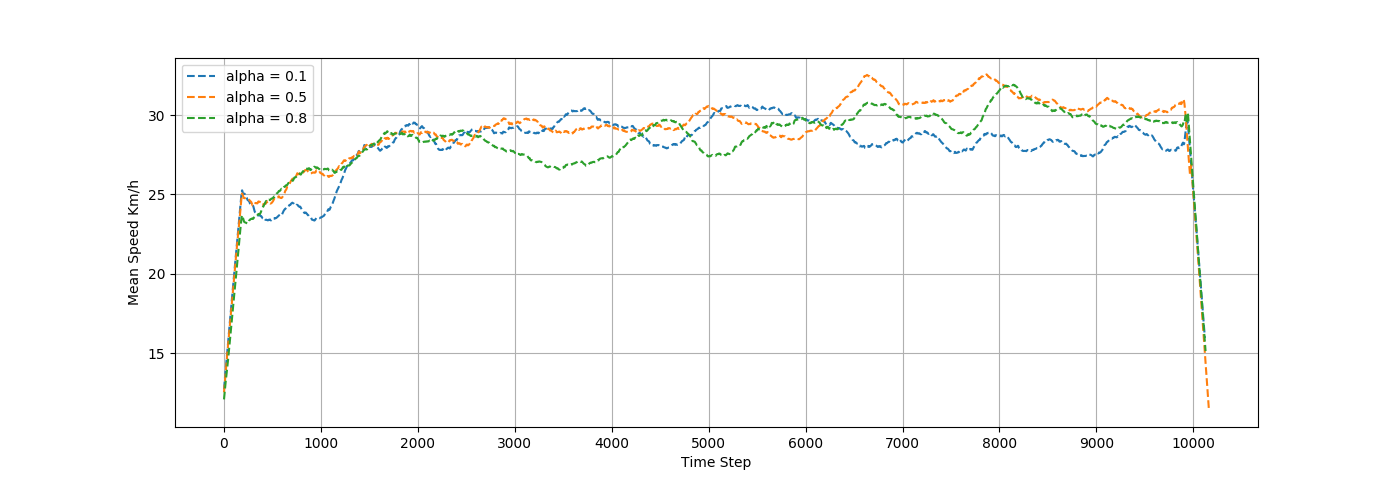 alpha = 0.1
alpha = 0.5
alpha = 0.8
30
25
20
15
Mean Speed Km/h
0 1000 2000 3000 4000 5000 6000 7000 8000 9000 10000
Time Step